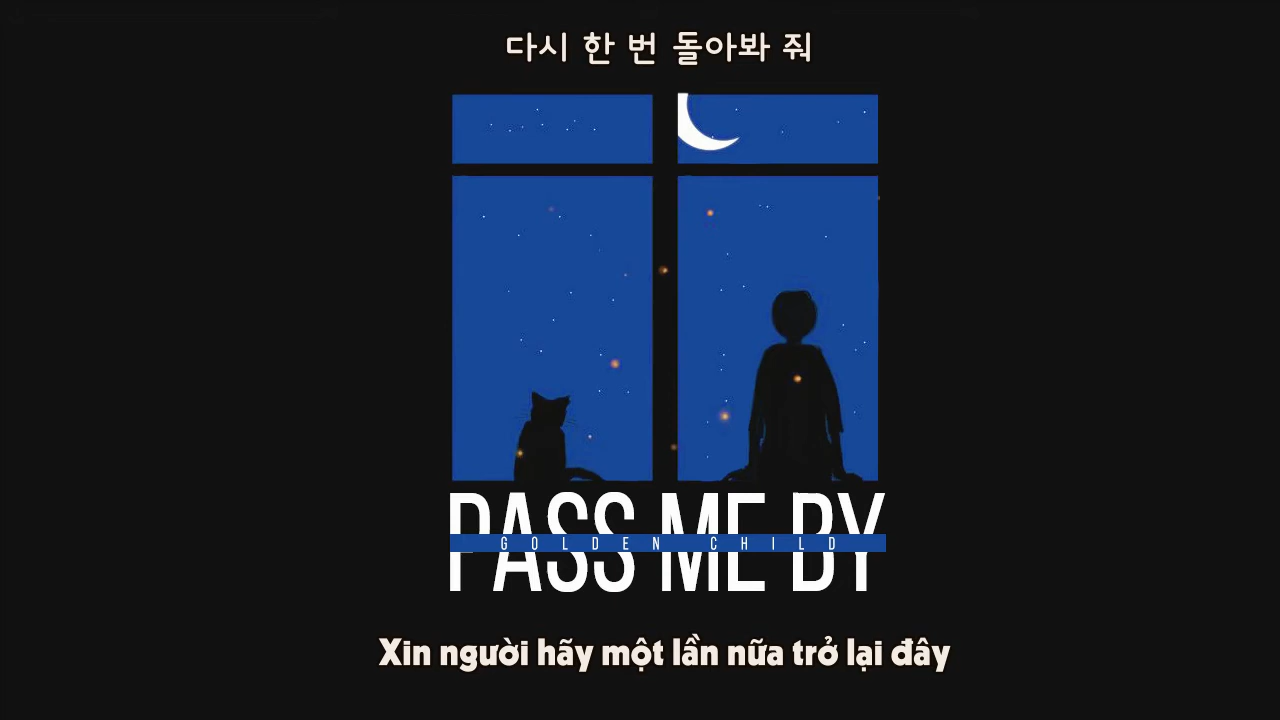 다시 한 번 돌아봐 줘
PASS ME BY
GOLDEN CHILD
Xin người hãy một lần nữa trở lại đây